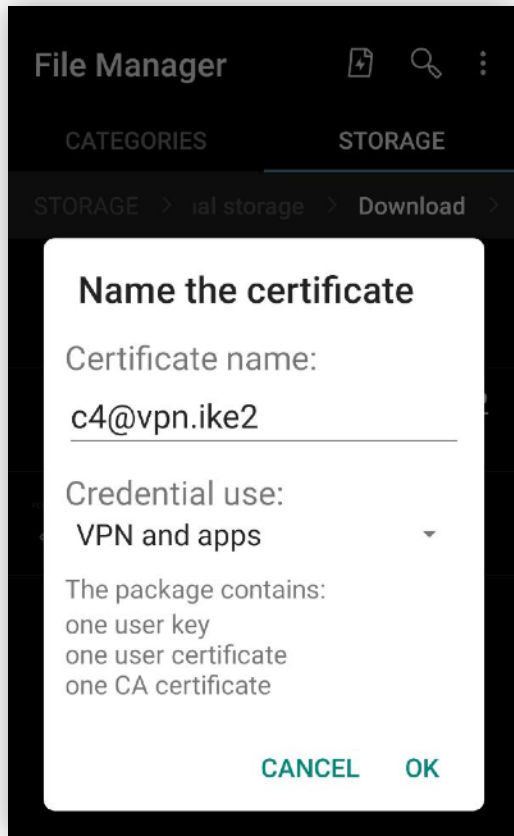 File Manager
CATEGORIES STORAGE
STORAGE > al storage > Download >
Name the certificate
Certificate name:
c4@vpn.ike2
Credential use:
VPN and apps
The package contains:
one user key
one user certificate
one CA certificate
CANCEL OK